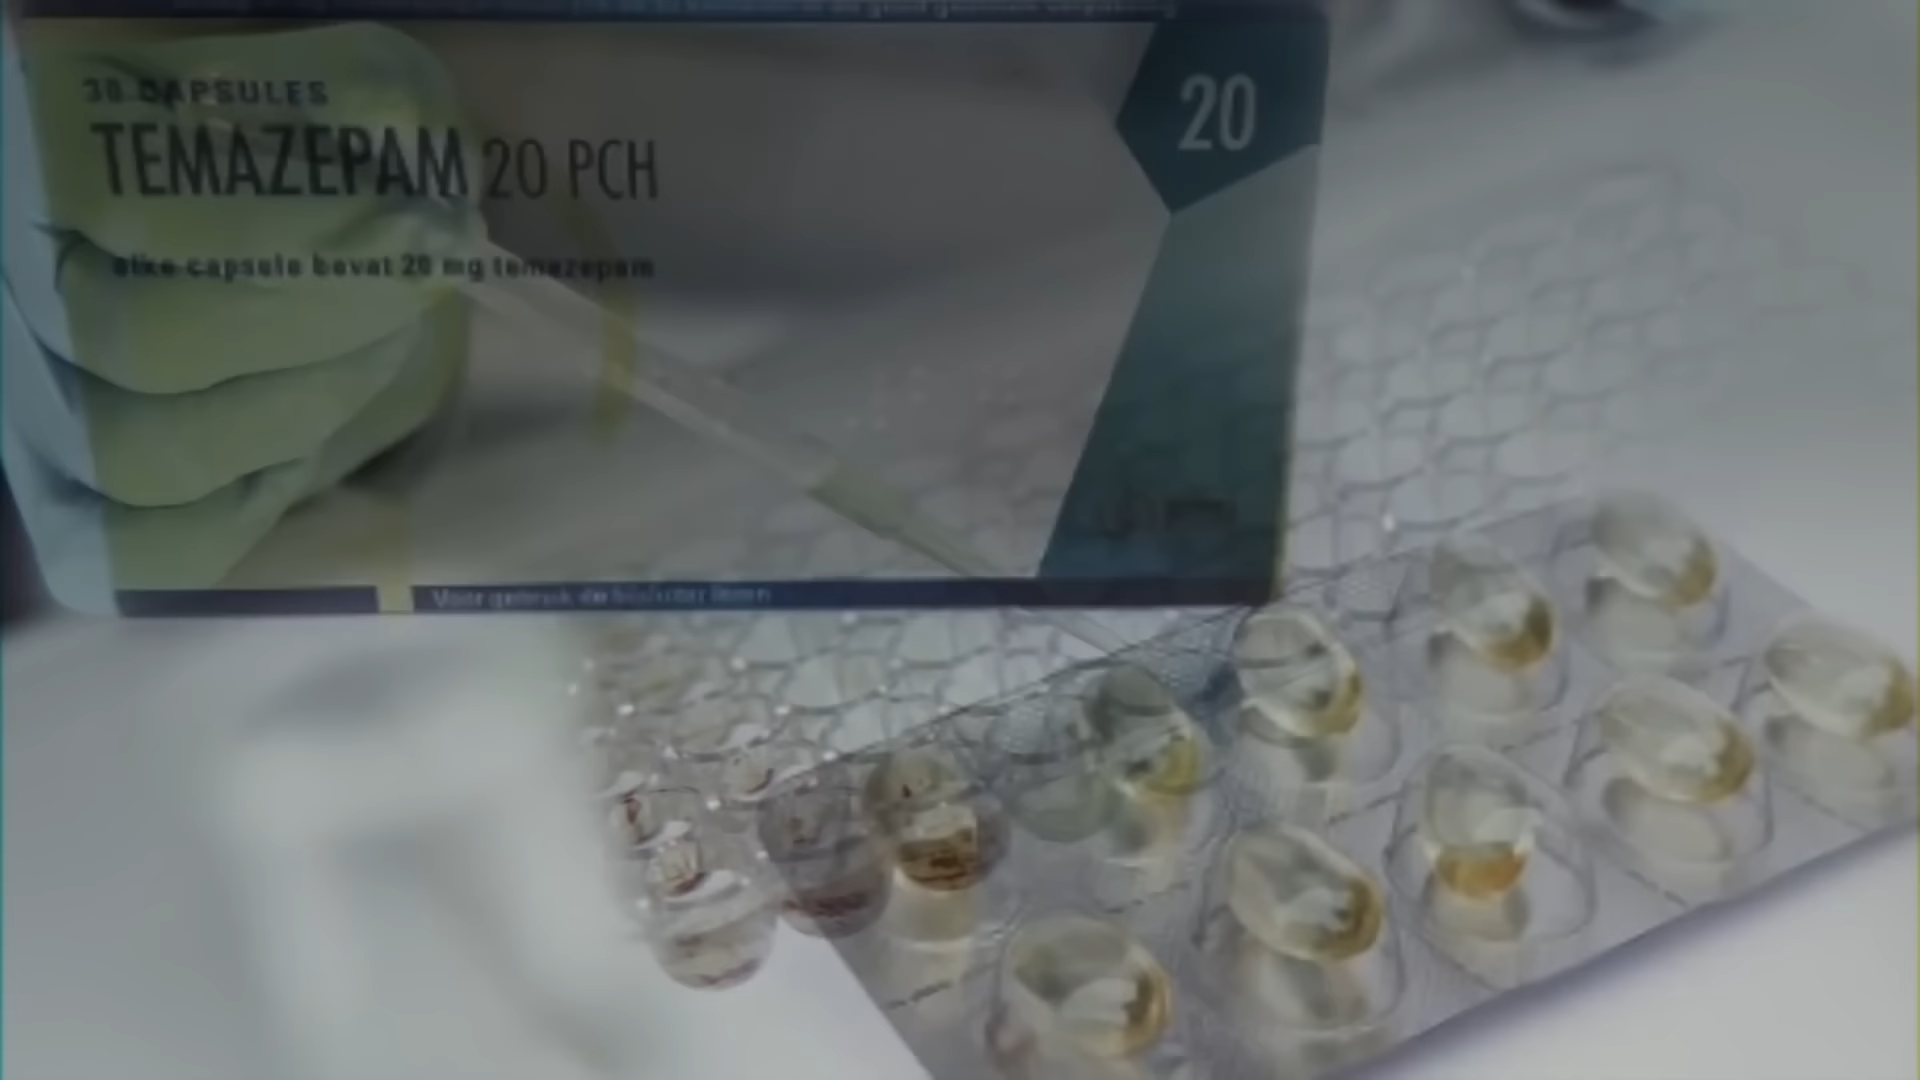 30 CAPSULES
20
TEMAZEPAM 20 PCH
elke capsule bevat 20 mg temazepam
Voor gebruik de bijsluiter lezen